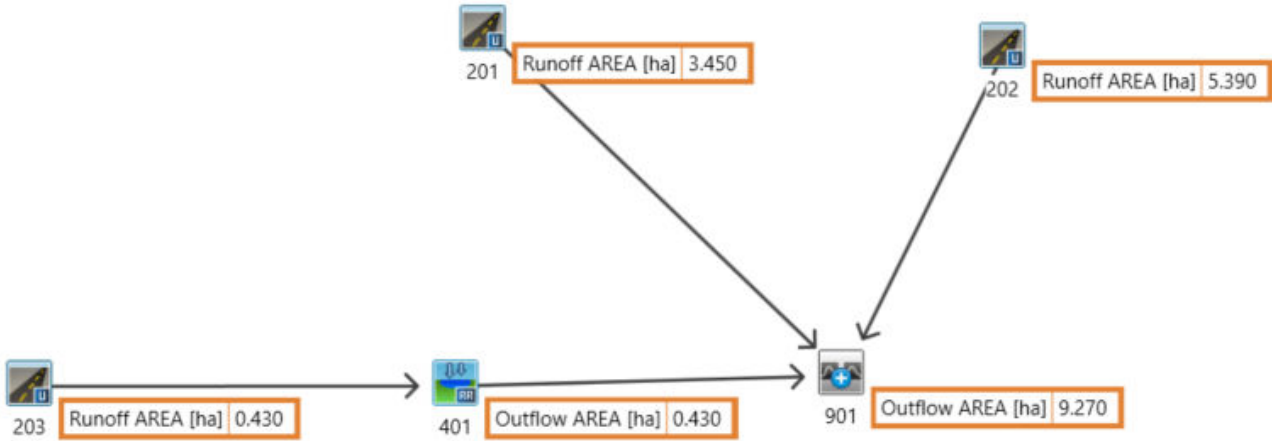 U
201
Runoff AREA [ha] 3.450
U
202
Runoff AREA [ha] 5.390
U
203
Runoff AREA [ha] 0.430
RR
401
Outflow AREA [ha] 0.430
901
Outflow AREA [ha] 9.270